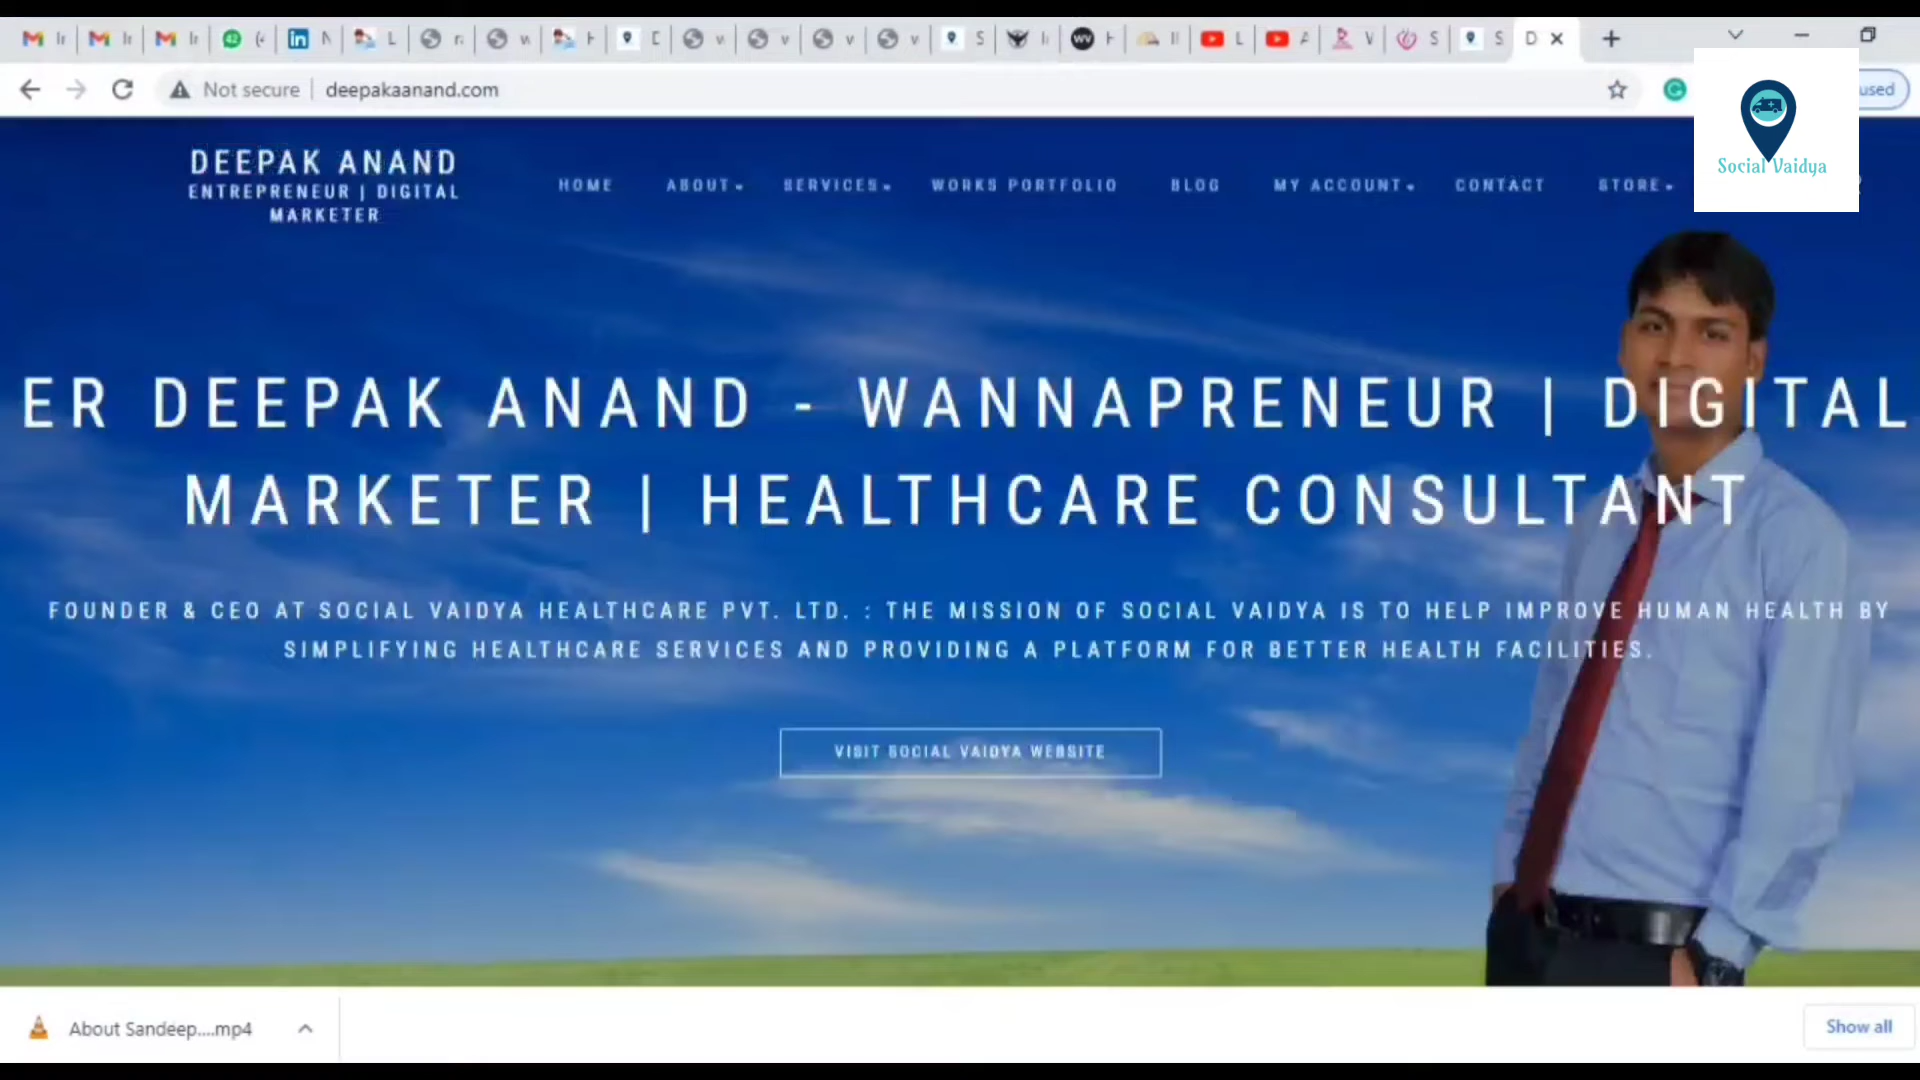 Not secure
deepakaanand.com
used
Social Vaidya
DEEPAK ANAND
ENTREPRENEUR | DIGITAL
MARKETER
HOME
ABOUT
SERVICES
WORKS PORTFOLIO
BLOG
MY ACCOUNT
CONTACT
STORE
ER DEEPAK ANAND - WANNAPRENEUR | DIGITAL
MARKETER | HEALTHCARE CONSULTANT
FOUNDER & CEO AT SOCIAL VAIDYA HEALTHCARE PVT. LTD. : THE MISSION OF SOCIAL VAIDYA IS TO HELP IMPROVE HUMAN HEALTH BY
SIMPLIFYING HEALTHCARE SERVICES AND PROVIDING A PLATFORM FOR BETTER HEALTH FACILITIES.
VISIT SOCIAL VAIDYA WEBSITE
About Sandeep....mp4
Show all